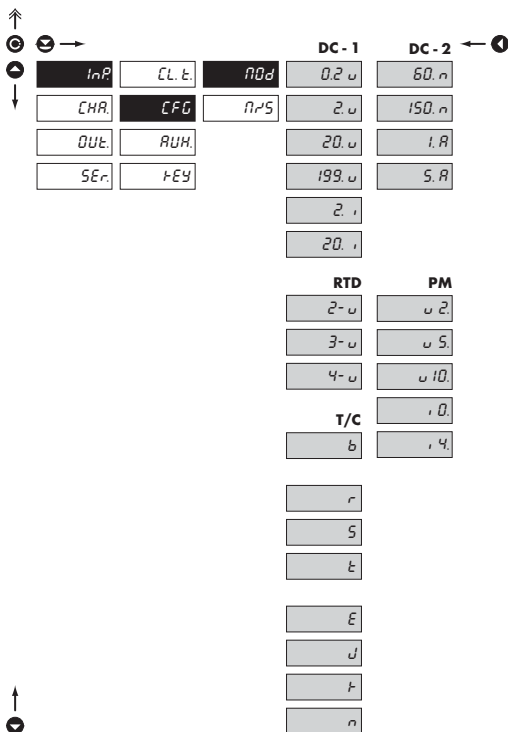 DC - 1 DC - 2
InP. CL. t. MOd 0.2 u 60. n
CHA. CFG M/S 2. u 150. n
OUt. AUX. 20. u 1. A
SEr. KEY 199. u 5. A
2. i
20. i
RTD PM
2- u u 2.
3- u u 5.
4- u u 10.
T/C i 0.
b i 4.
r
S
t
E
J
K
n